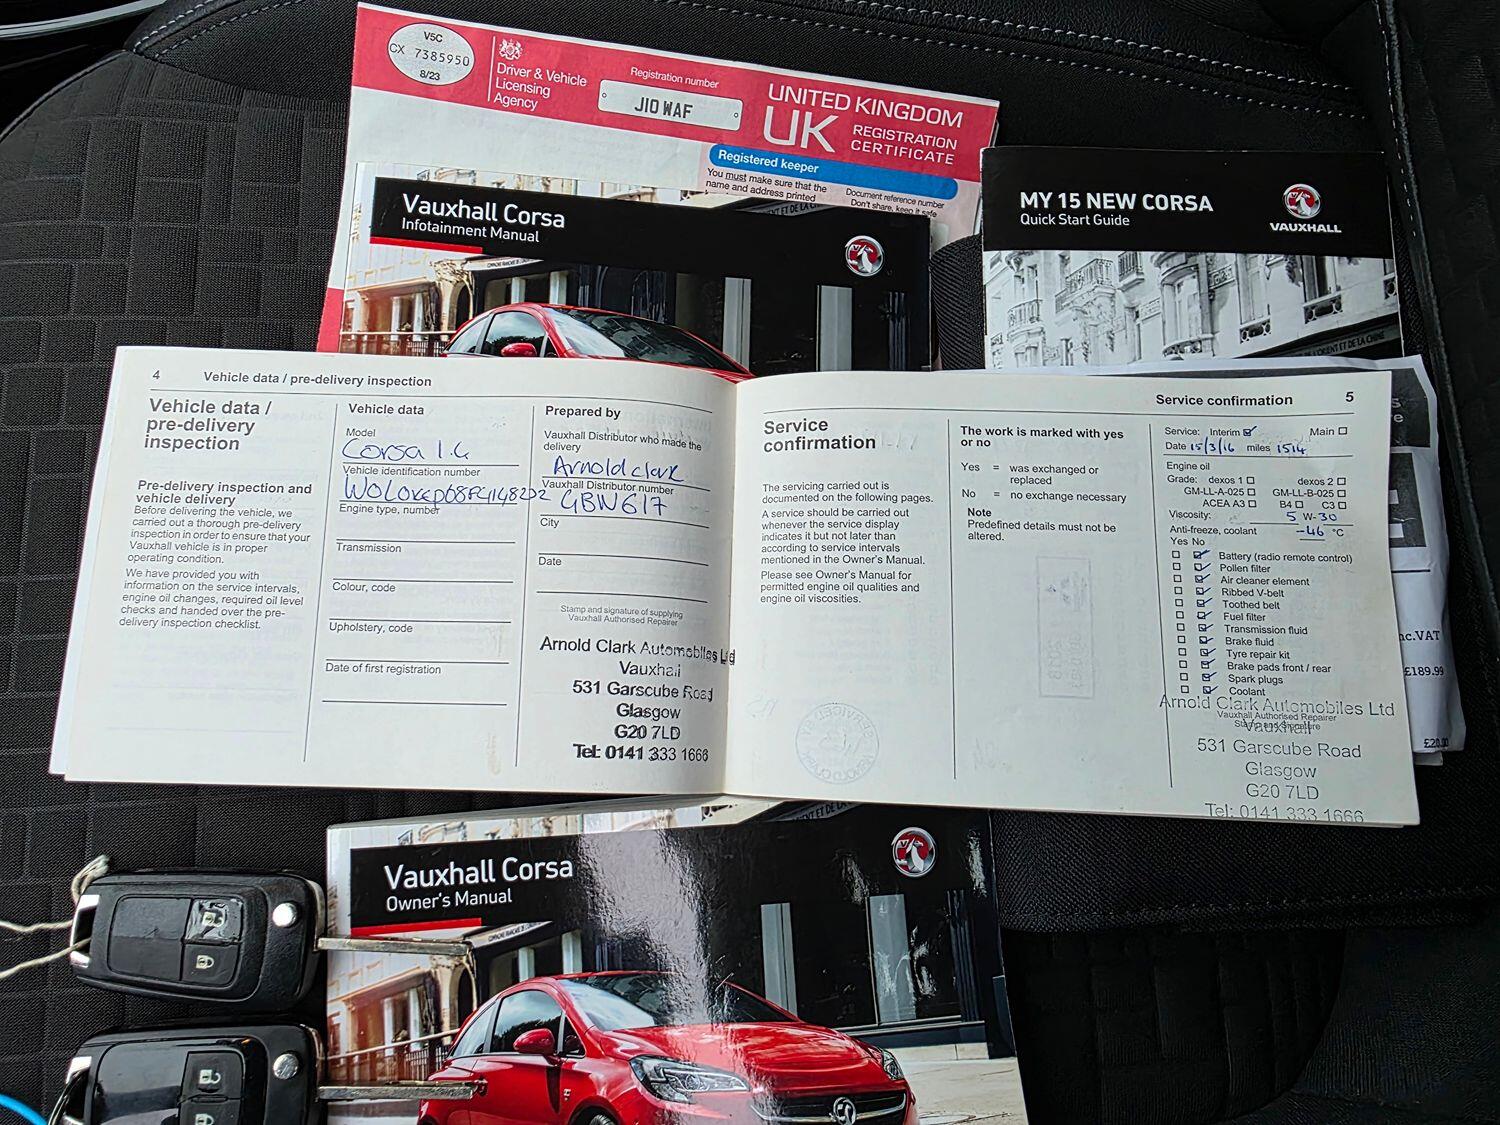 V5C
CX 7385950
8/23
Driver & Vehicle
Licensing
Agency
Registration number
J10 WAF
UNITED KINGDOM
UK
REGISTRATION
CERTIFICATE
Registered keeper
You must make sure that the
name and address printed
Document reference number
Don't share, keep it safe
Vauxhall Corsa
Infotainment Manual
MY 15 NEW CORSA
Quick Start Guide
VAUXHALL
4 Vehicle data / pre-delivery inspection
Vehicle data /
pre-delivery
inspection
Pre-delivery inspection and
vehicle delivery
Before delivering the vehicle, we
carried out a thorough pre-delivery
inspection in order to ensure that your
Vauxhall vehicle is in proper
operating condition.
We have provided you with
information on the service intervals,
engine oil changes, required oil level
checks and handed over the pre-
delivery inspection checklist.
Vehicle data
Model
Corsa 1.4
Vehicle identification number
Engine type, number
Transmission
Colour, code
Upholstery, code
Date of first registration
Prepared by
Vauxhall Distributor who made the
delivery
Arnold clark
Vauxhall Distributor number
GBW617
City
Date
Stamp and signature of supplying
Vauxhall Authorised Repairer
Arnold Clark Automobiles Ltd
Vauxhall
531 Garscube Road
Glasgow
G20 7LD
Tel: 0141 333 1666
Service confirmation 5
Service
confirmation
The servicing carried out is
documented on the following pages.
A service should be carried out
whenever the service display
indicates it but not later than
according to service intervals
mentioned in the Owner's Manual.
Please see Owner's Manual for
permitted engine oil qualities and
engine oil viscosities.
The work is marked with yes
or no
Yes = was exchanged or
replaced
No = no exchange necessary
Note
Predefined details must not be
altered.
Service: Interim Main
Date 15/3/16 miles 1514
Engine oil
Grade: dexos 1 dexos 2
GM-LL-A-025 GM-LL-B-025
ACEA A3 B4 C3
Viscosity: 5 W-30
Anti-freeze, coolant -46 °C
Yes No
Battery (radio remote control)
Pollen filter
Air cleaner element
Ribbed V-belt
Toothed belt
Fuel filter
Transmission fluid
Brake fluid
Tyre repair kit
Brake pads front / rear
Spark plugs
Coolant
Arnold Clark Automobiles Ltd
Vauxhall Authorised Repairer
Stamp and signature
Vauxhall
531 Garscube Road
Glasgow
G20 7LD
Tel: 0141 333 1666
nc.VAT
£189.99
£20.00
Vauxhall Corsa
Owner's Manual